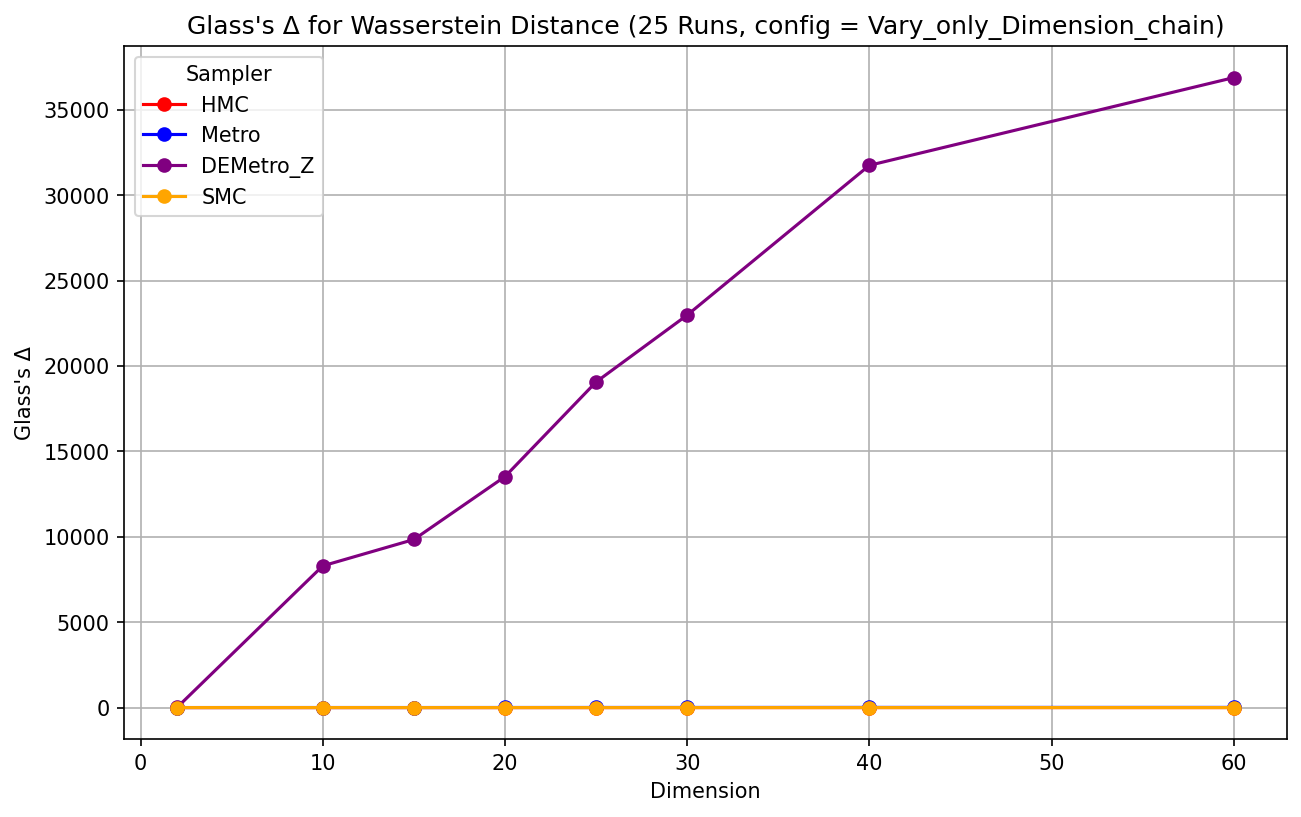 Glass's Δ for Wasserstein Distance (25 Runs, config = Vary_only_Dimension_chain)
Sampler
HMC
Metro
DEMetro_Z
SMC
35000
30000
25000
20000
15000
10000
5000
0
Glass's Δ
0 10 20 30 40 50 60
Dimension